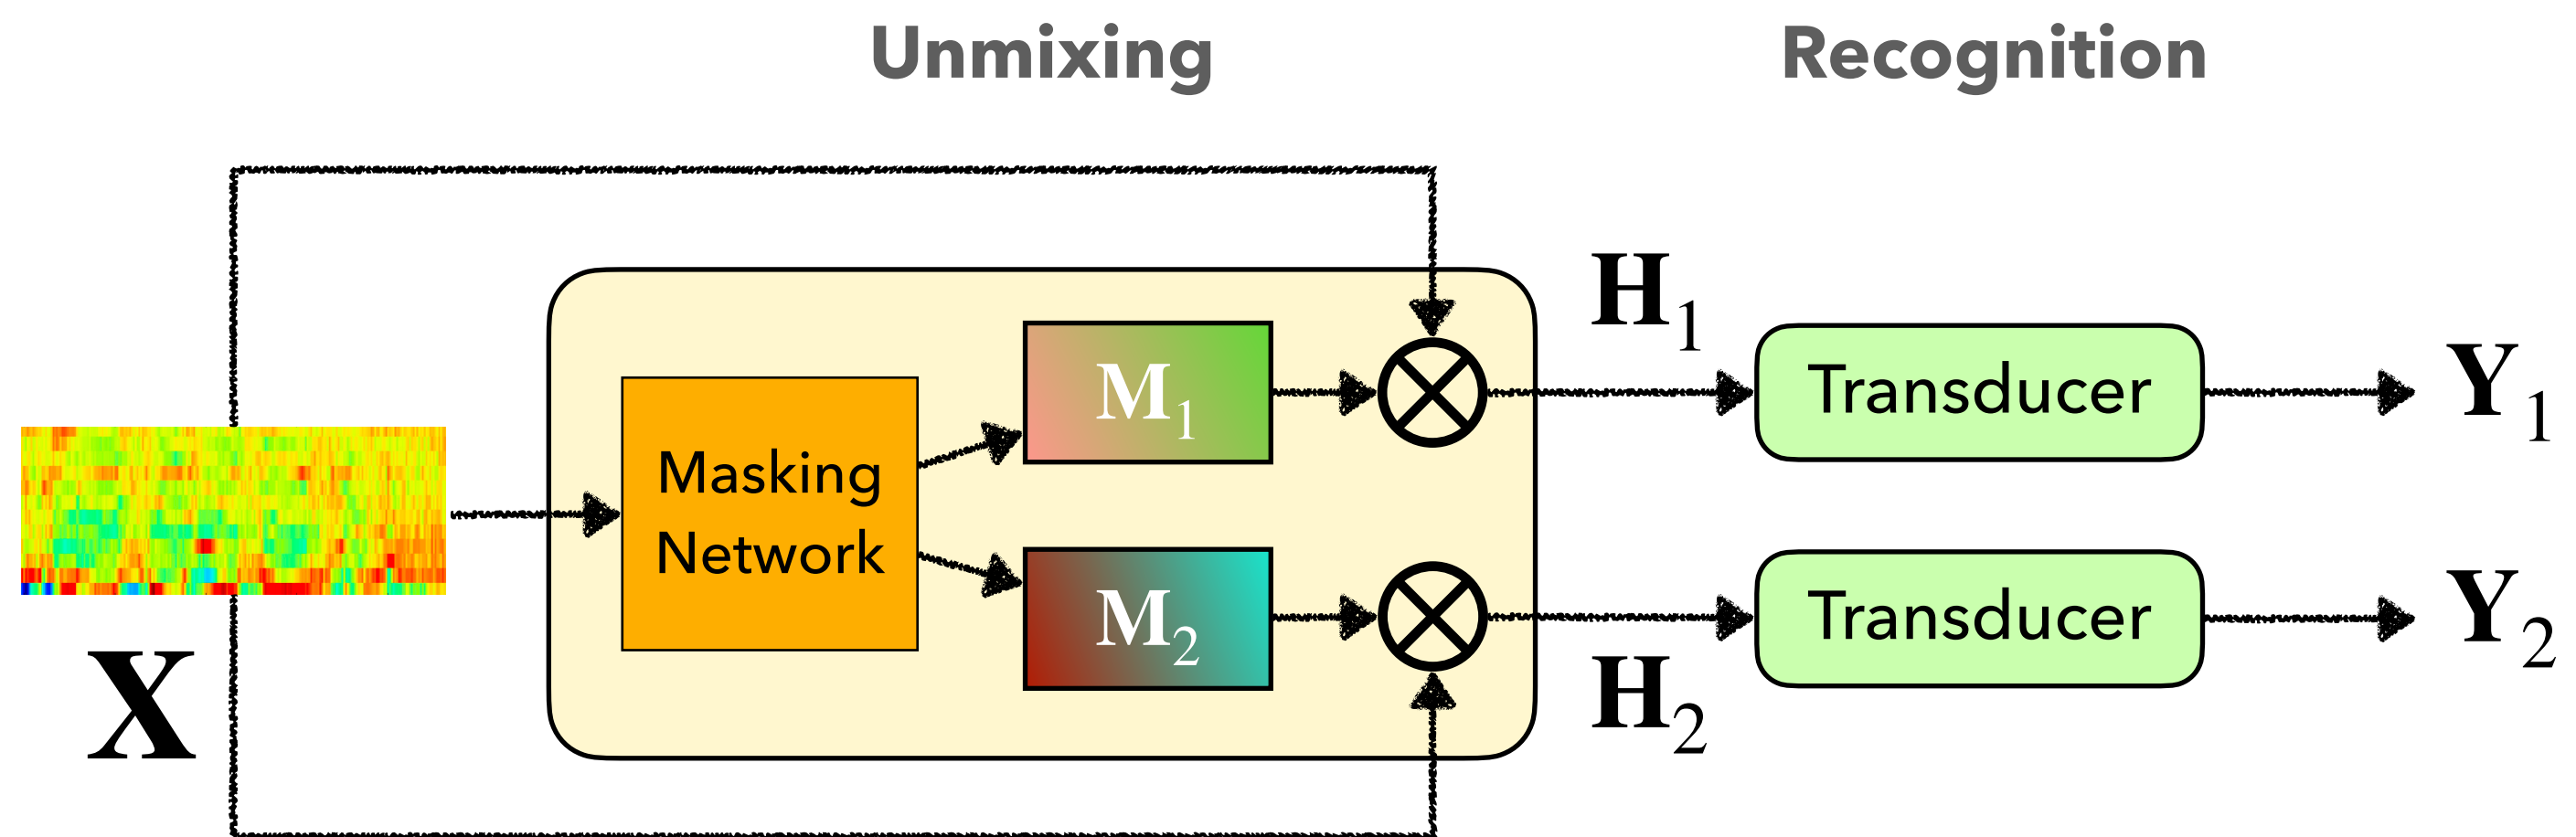 Unmixing
Recognition
H₁
M₁
Transducer
Y₁
Masking
Network
X
M₂
Transducer
Y₂
H₂